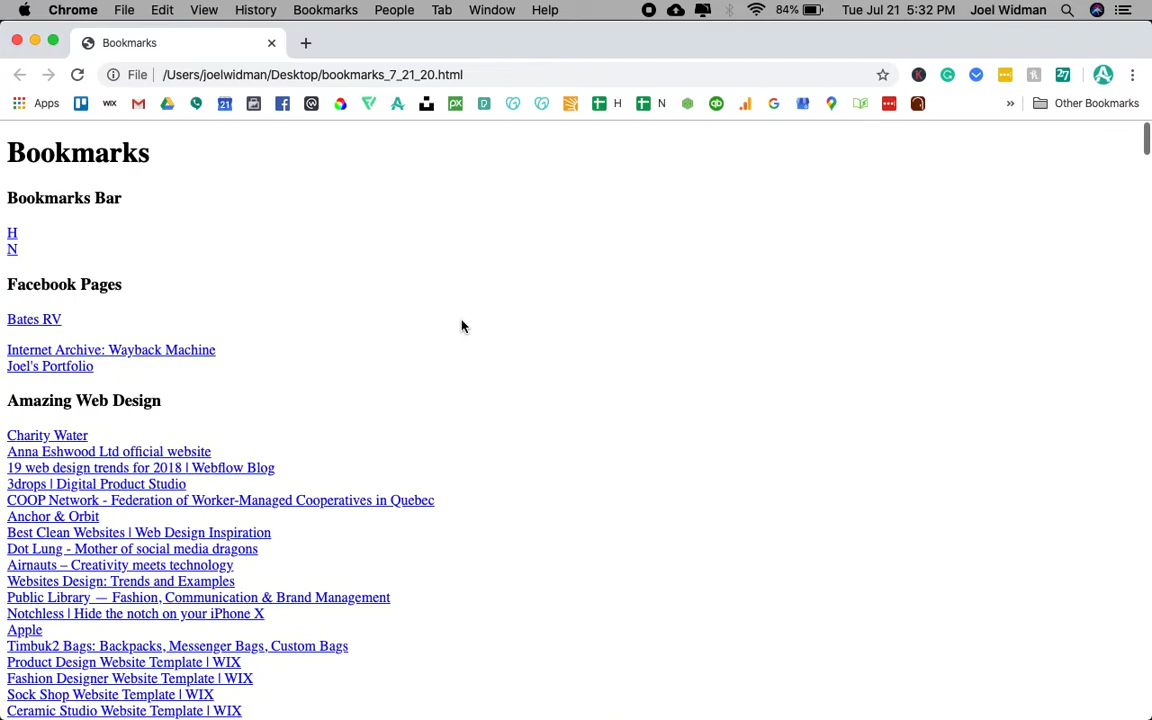 Chrome File Edit View History Bookmarks People Tab Window Help 84% Tue Jul 21 5:32 PM Joel Widman
Bookmarks
File /Users/joelwidman/Desktop/bookmarks_7_21_20.html
Apps WIX 21 H N Other Bookmarks
Bookmarks
Bookmarks Bar
H
N
Facebook Pages
Bates RV
Internet Archive: Wayback Machine
Joel's Portfolio
Amazing Web Design
Charity Water
Anna Eshwood Ltd official website
19 web design trends for 2018 | Webflow Blog
3drops | Digital Product Studio
COOP Network - Federation of Worker-Managed Cooperatives in Quebec
Anchor & Orbit
Best Clean Websites | Web Design Inspiration
Dot Lung - Mother of social media dragons
Airnauts – Creativity meets technology
Websites Design: Trends and Examples
Public Library — Fashion, Communication & Brand Management
Notchless | Hide the notch on your iPhone X
Apple
Timbuk2 Bags: Backpacks, Messenger Bags, Custom Bags
Product Design Website Template | WIX
Fashion Designer Website Template | WIX
Sock Shop Website Template | WIX
Ceramic Studio Website Template | WIX